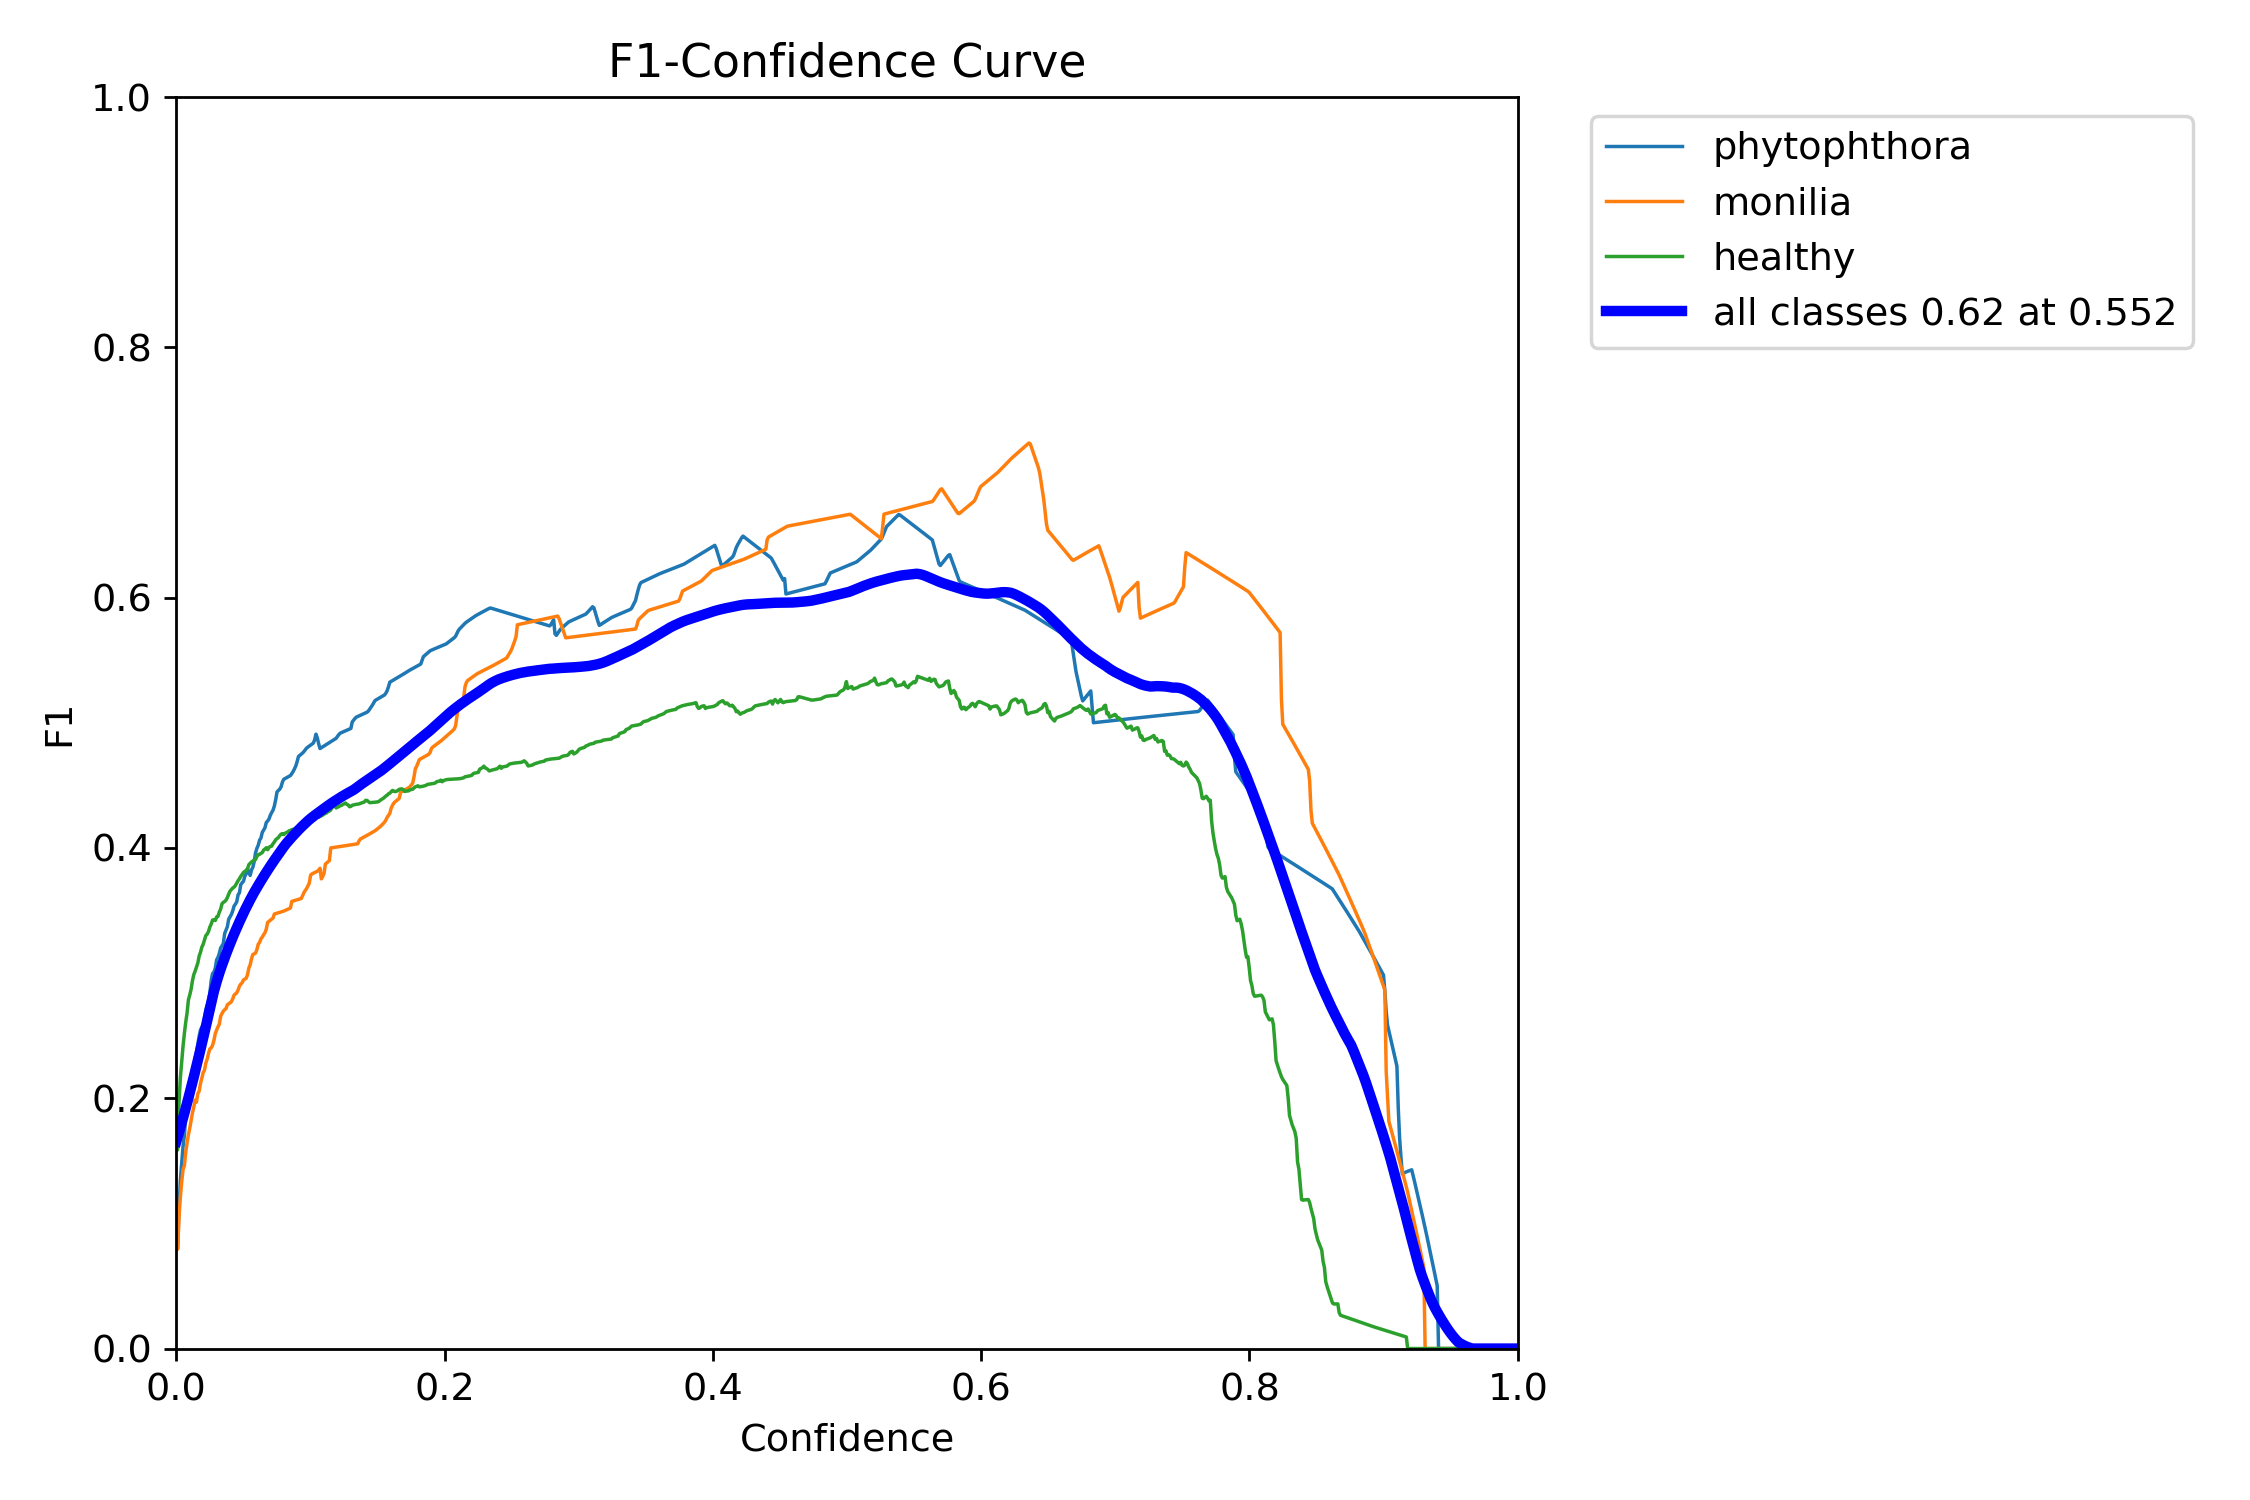 F1-Confidence Curve
1.0
0.8
0.6
0.4
0.2
0.0
F1
0.0 0.2 0.4 0.6 0.8 1.0
Confidence
phytophthora
monilia
healthy
all classes 0.62 at 0.552